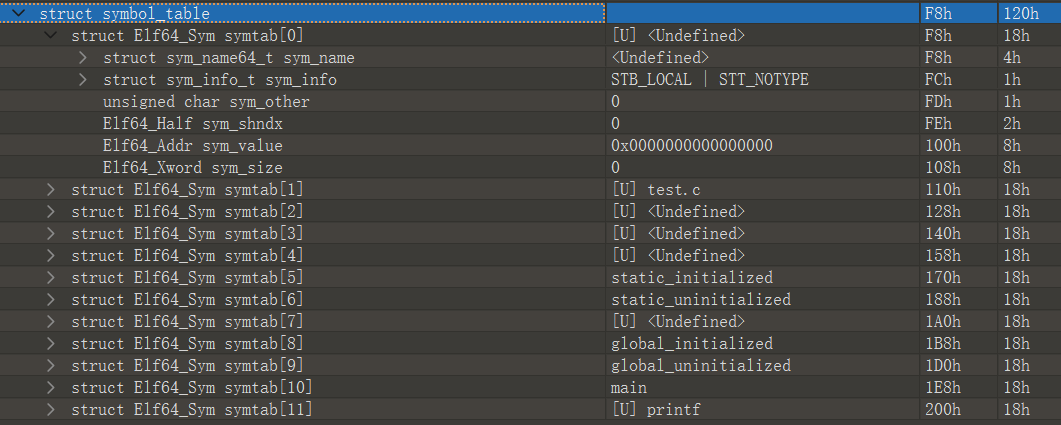 struct symbol_table F8h 120h
struct Elf64_Sym symtab[0] [U] <Undefined> F8h 18h
struct sym_name64_t sym_name <Undefined> F8h 4h
struct sym_info_t sym_info STB_LOCAL | STT_NOTYPE FCh 1h
unsigned char sym_other 0 FDh 1h
Elf64_Half sym_shndx 0 FEh 2h
Elf64_Addr sym_value 0x0000000000000000 100h 8h
Elf64_Xword sym_size 0 108h 8h
struct Elf64_Sym symtab[1] [U] test.c 110h 18h
struct Elf64_Sym symtab[2] [U] <Undefined> 128h 18h
struct Elf64_Sym symtab[3] [U] <Undefined> 140h 18h
struct Elf64_Sym symtab[4] [U] <Undefined> 158h 18h
struct Elf64_Sym symtab[5] static_initialized 170h 18h
struct Elf64_Sym symtab[6] static_uninitialized 188h 18h
struct Elf64_Sym symtab[7] [U] <Undefined> 1A0h 18h
struct Elf64_Sym symtab[8] global_initialized 1B8h 18h
struct Elf64_Sym symtab[9] global_uninitialized 1D0h 18h
struct Elf64_Sym symtab[10] main 1E8h 18h
struct Elf64_Sym symtab[11] [U] printf 200h 18h